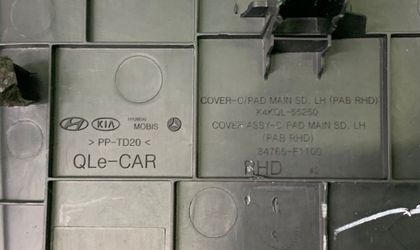 KIA
HYUNDAI
MOBIS
> PP-TD20 <
QLe-CAR
COVER-C/PAD MAIN SD. LH (PAB RHD)
K4KQL-55250
COVER ASSY-C/PAD MAIN SD. LH
(PAB RHD)
84765-F1100
RHD